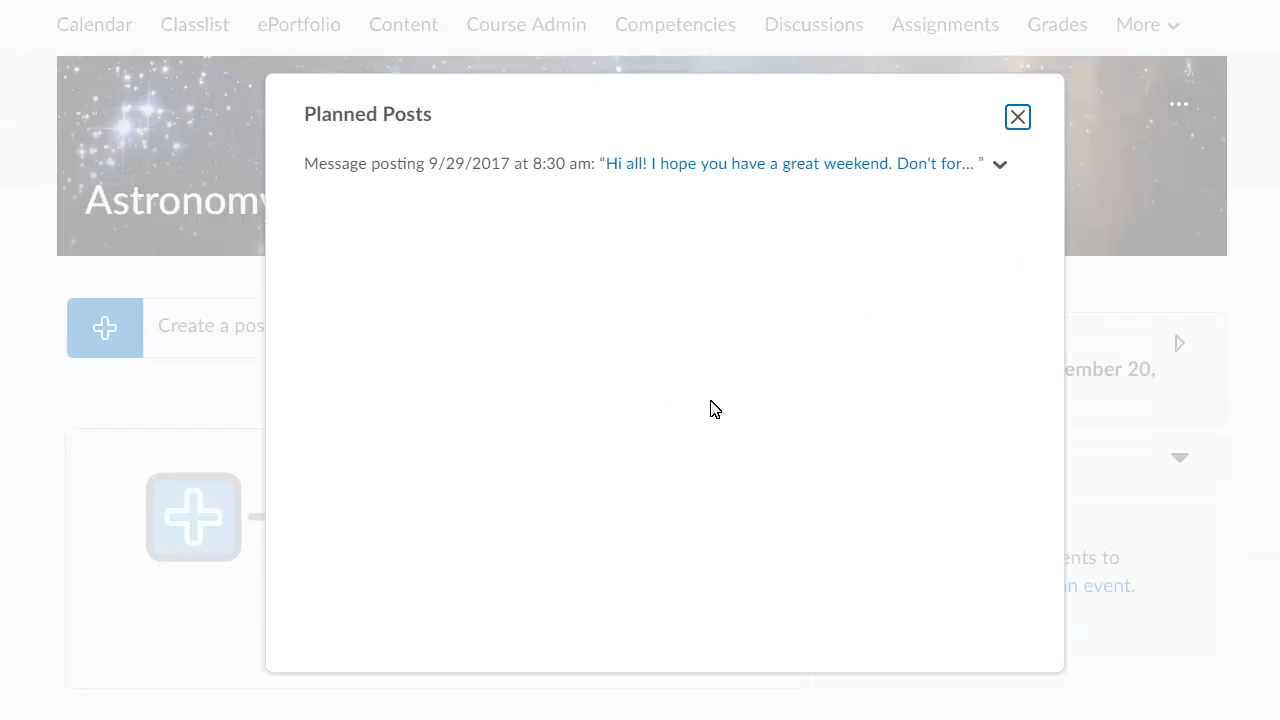 Calendar Classlist ePortfolio Content Course Admin Competencies Discussions Assignments Grades More
Planned Posts
Message posting 9/29/2017 at 8:30 am: “Hi all! I hope you have a great weekend. Don't for... ”
Astronomy
Create a pos
ember 20,
ents to
an event.